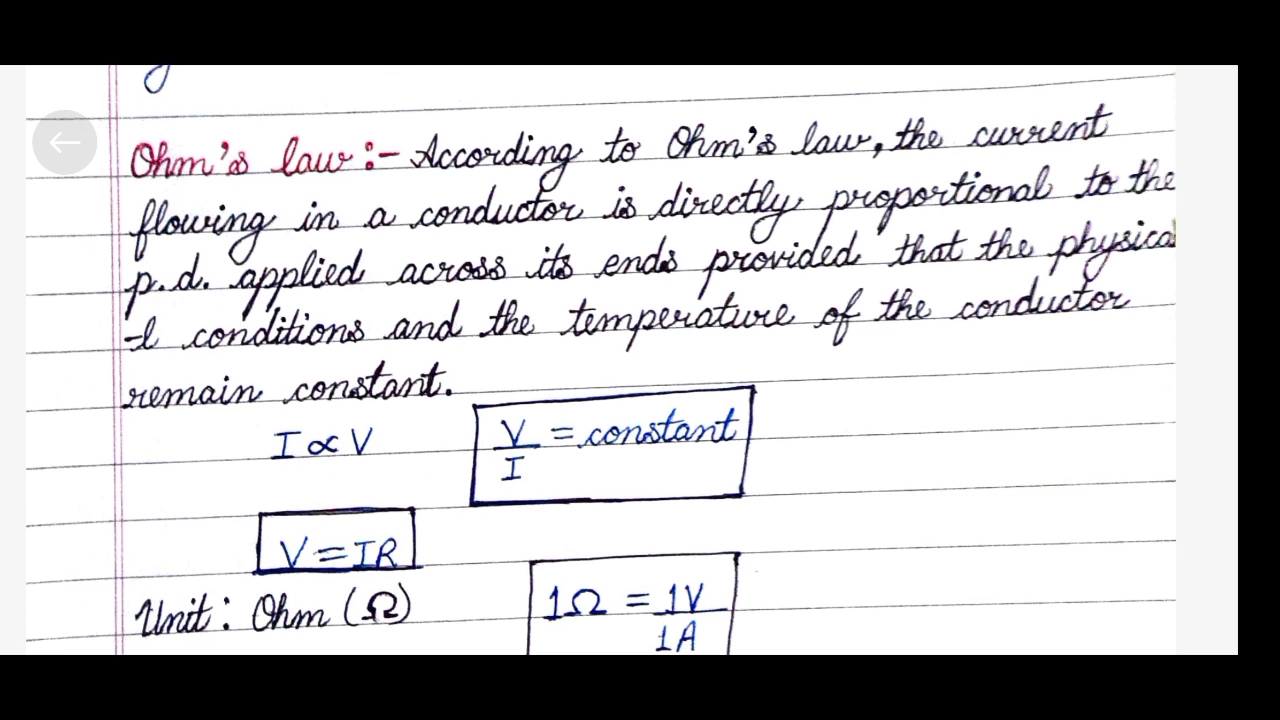 Ohm's law :- According to Ohm's law, the current
flowing in a conductor is directly proportional to the
p.d. applied across its ends provided that the physica
-l conditions and the temperature of the conductor
remain constant.
I ∝ V
V/I = constant
V = IR
Unit : Ohm (Ω)
1Ω = 1V/1A